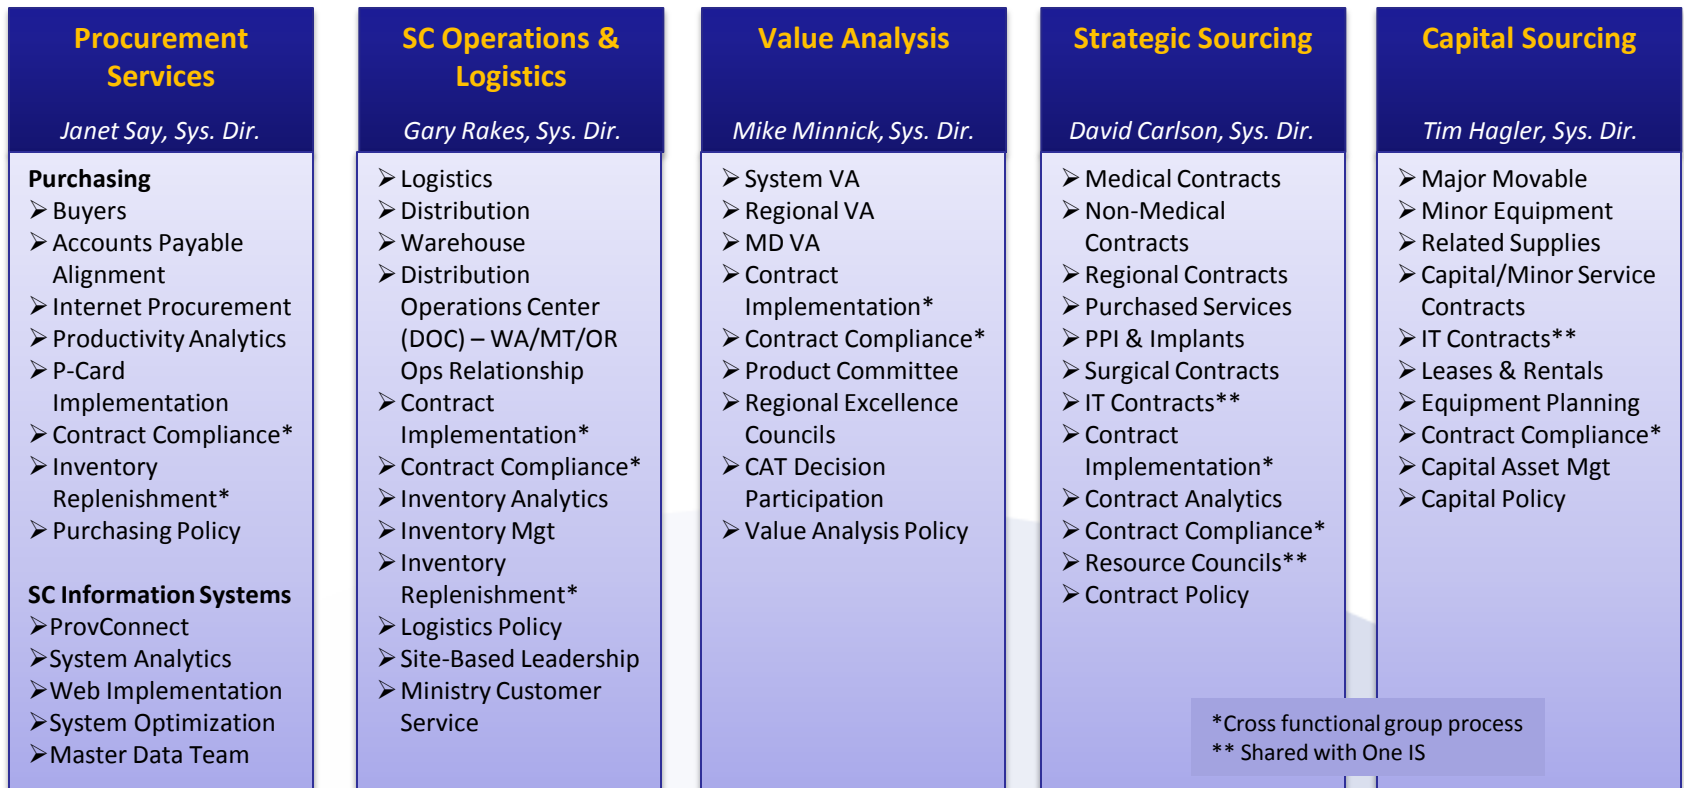 Procurement
Services
Janet Say, Sys. Dir.
Purchasing
➢ Buyers
➢ Accounts Payable
Alignment
➢ Internet Procurement
➢ Productivity Analytics
➢ P-Card
Implementation
➢ Contract Compliance*
➢ Inventory
Replenishment*
➢ Purchasing Policy
SC Information Systems
➢ ProvConnect
➢ System Analytics
➢ Web Implementation
➢ System Optimization
➢ Master Data Team
SC Operations &
Logistics
Gary Rakes, Sys. Dir.
➢ Logistics
➢ Distribution
➢ Warehouse
➢ Distribution
Operations Center
(DOC) – WA/MT/OR
Ops Relationship
➢ Contract
Implementation*
➢ Contract Compliance*
➢ Inventory Analytics
➢ Inventory Mgt
➢ Inventory
Replenishment*
➢ Logistics Policy
➢ Site-Based Leadership
➢ Ministry Customer
Service
Value Analysis
Mike Minnick, Sys. Dir.
➢ System VA
➢ Regional VA
➢ MD VA
➢ Contract
Implementation*
➢ Contract Compliance*
➢ Product Committee
➢ Regional Excellence
Councils
➢ CAT Decision
Participation
➢ Value Analysis Policy
Strategic Sourcing
David Carlson, Sys. Dir.
➢ Medical Contracts
➢ Non-Medical
Contracts
➢ Regional Contracts
➢ Purchased Services
➢ PPI & Implants
➢ Surgical Contracts
➢ IT Contracts**
➢ Contract
Implementation*
➢ Contract Analytics
➢ Contract Compliance*
➢ Resource Councils**
➢ Contract Policy
Capital Sourcing
Tim Hagler, Sys. Dir.
➢ Major Movable
➢ Minor Equipment
➢ Related Supplies
➢ Capital/Minor Service
Contracts
➢ IT Contracts**
➢ Leases & Rentals
➢ Equipment Planning
➢ Contract Compliance*
➢ Capital Asset Mgt
➢ Capital Policy
*Cross functional group process
** Shared with One IS